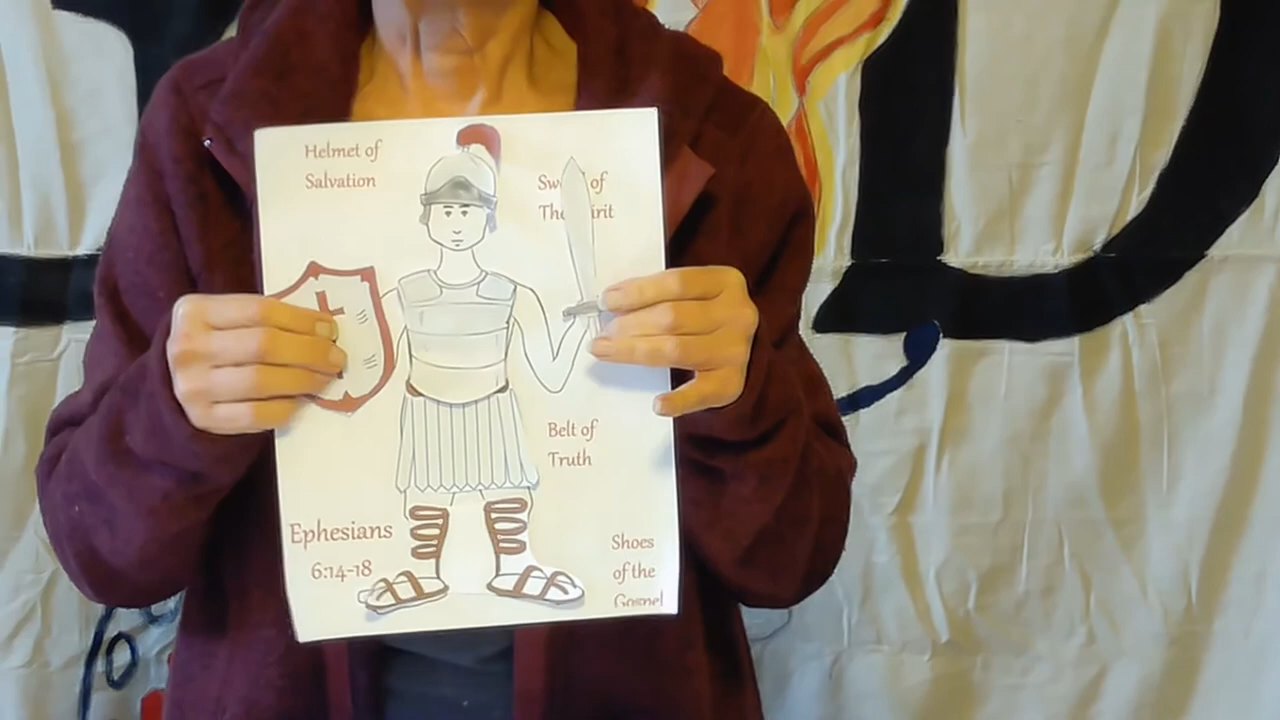 Helmet of
Salvation
of
The
Belt of
Truth
Ephesians
6:14-18
Shoes
of the
Gospel